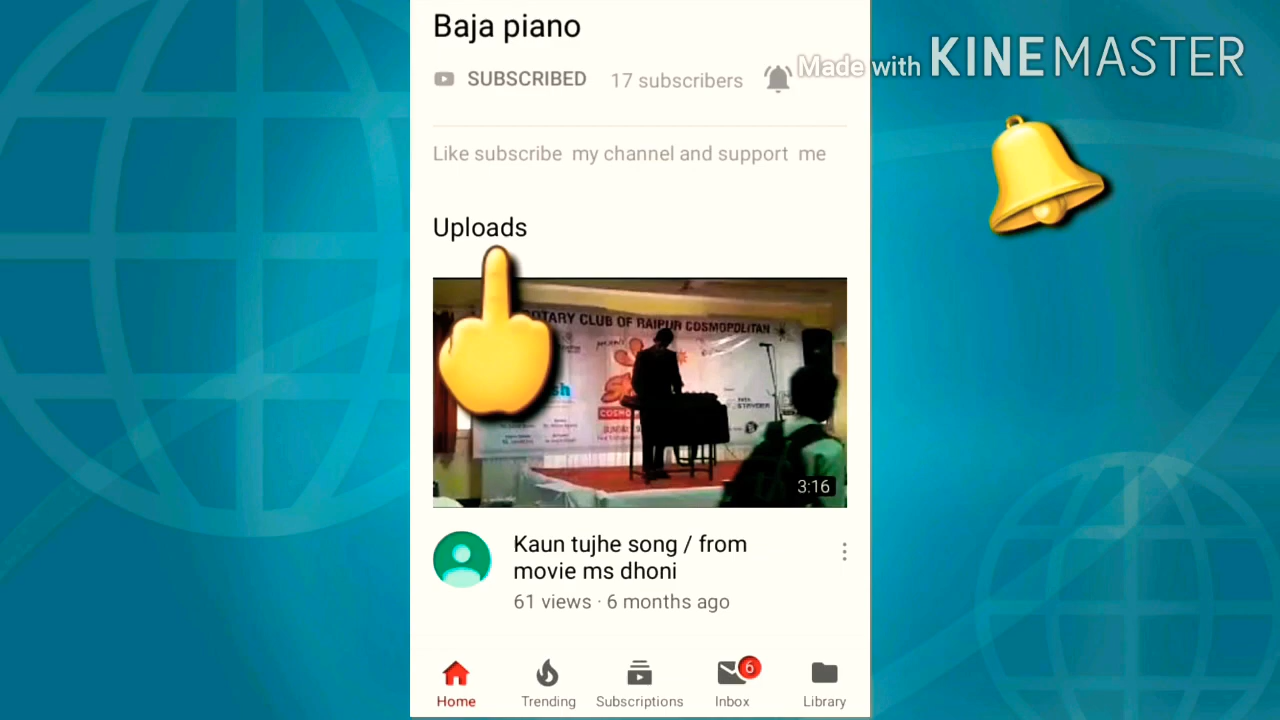 Baja piano
Made with KINEMASTER
SUBSCRIBED 17 subscribers
Like subscribe my channel and support me
Uploads
ROTARY CLUB OF RAIPUR COSMOPOLITAN
3:16
Kaun tujhe song / from
movie ms dhoni
61 views · 6 months ago
6
Home Trending Subscriptions Inbox Library